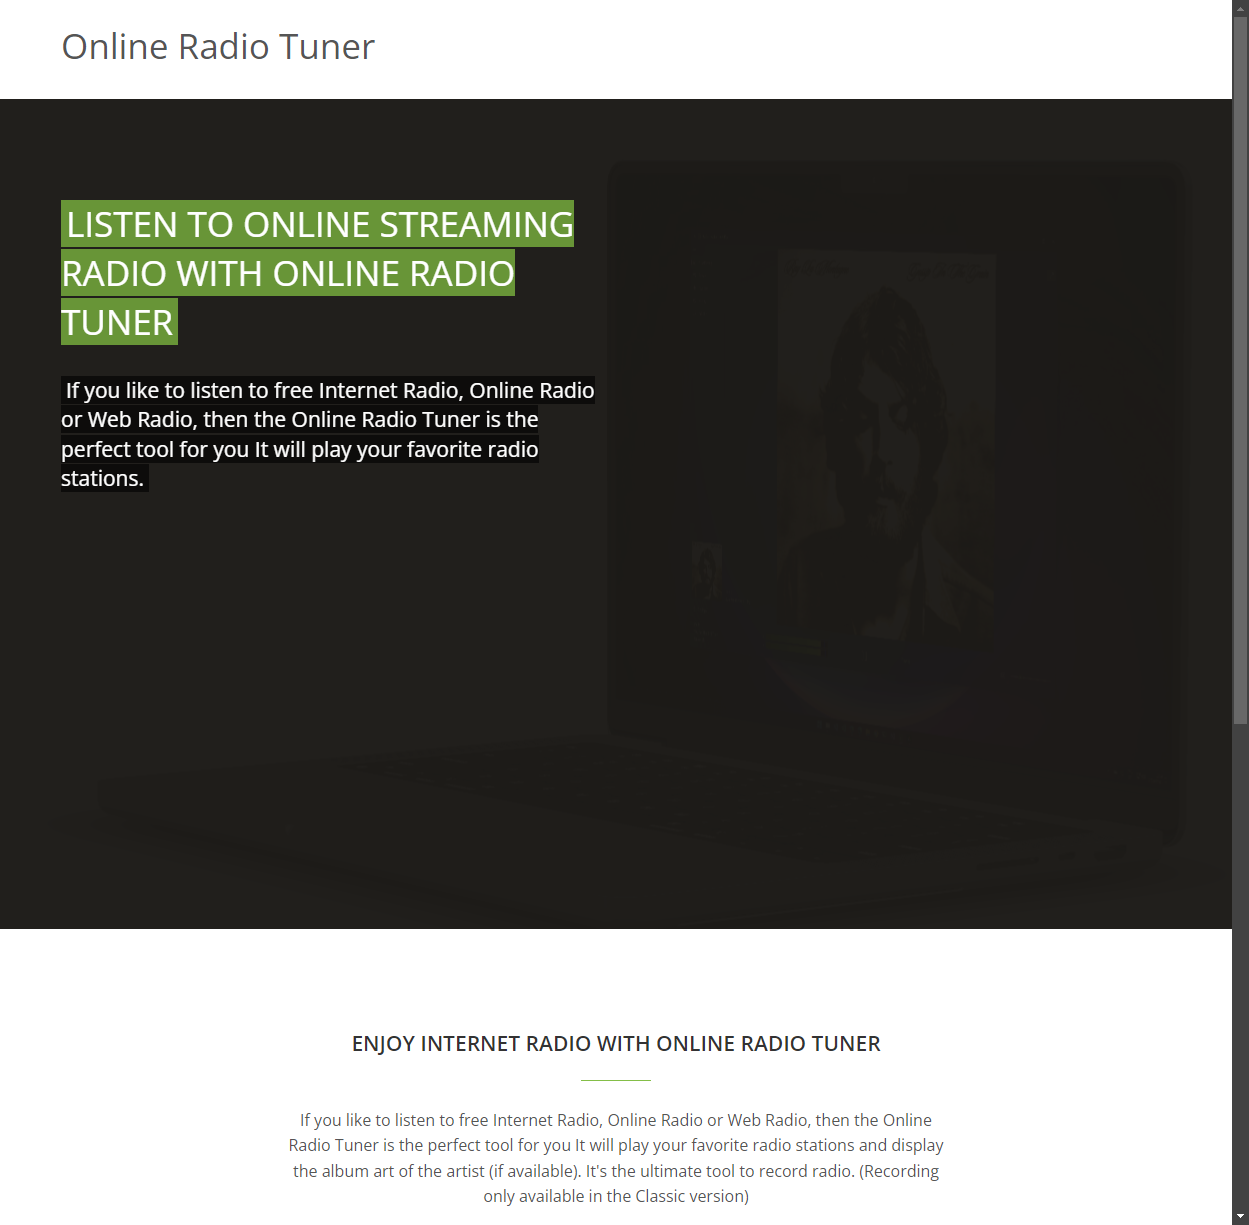 Online Radio Tuner
LISTEN TO ONLINE STREAMING
RADIO WITH ONLINE RADIO
TUNER
If you like to listen to free Internet Radio, Online Radio
or Web Radio, then the Online Radio Tuner is the
perfect tool for you It will play your favorite radio
stations.
ENJOY INTERNET RADIO WITH ONLINE RADIO TUNER
If you like to listen to free Internet Radio, Online Radio or Web Radio, then the Online
Radio Tuner is the perfect tool for you It will play your favorite radio stations and display
the album art of the artist (if available). It's the ultimate tool to record radio. (Recording
only available in the Classic version)